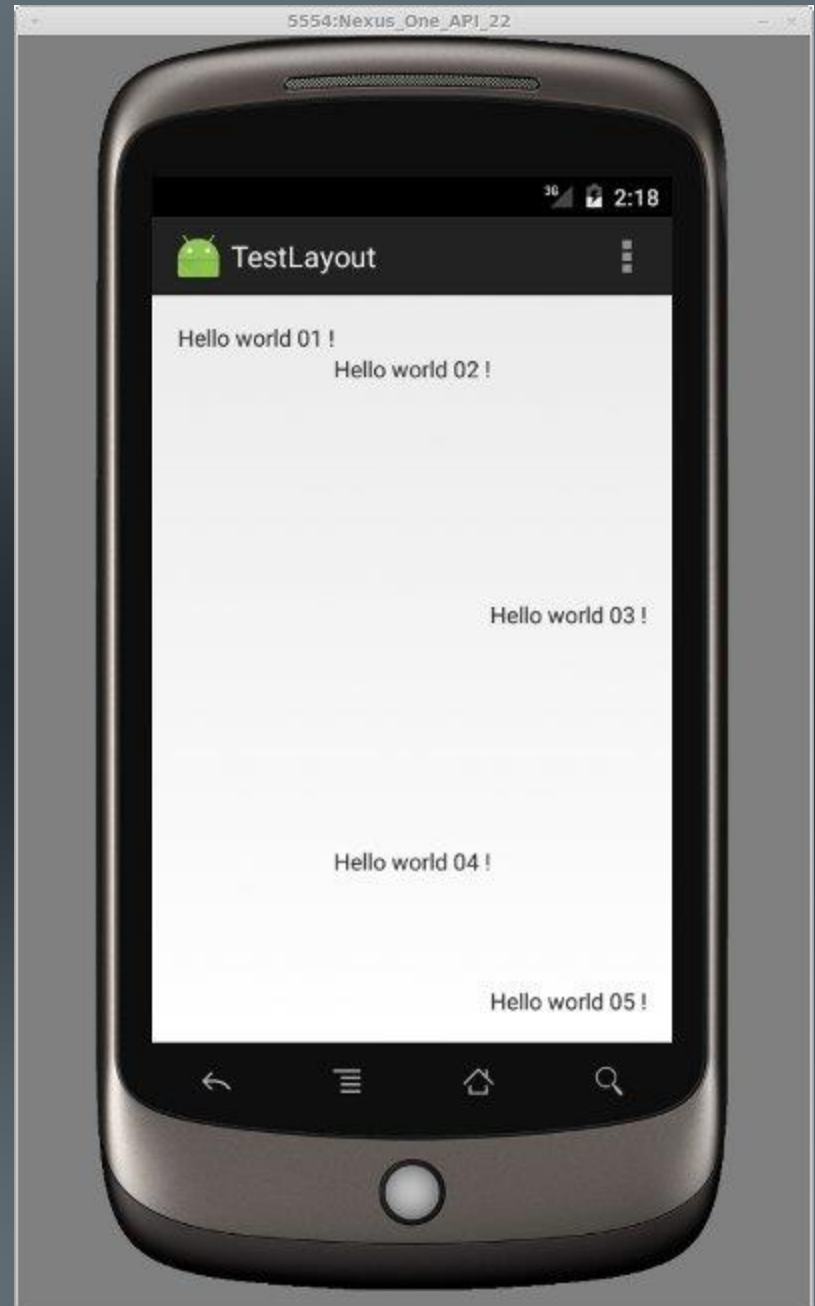 5554:Nexus_One_API_22
3G 2:18
TestLayout
Hello world 01 !
Hello world 02 !
Hello world 03 !
Hello world 04 !
Hello world 05 !